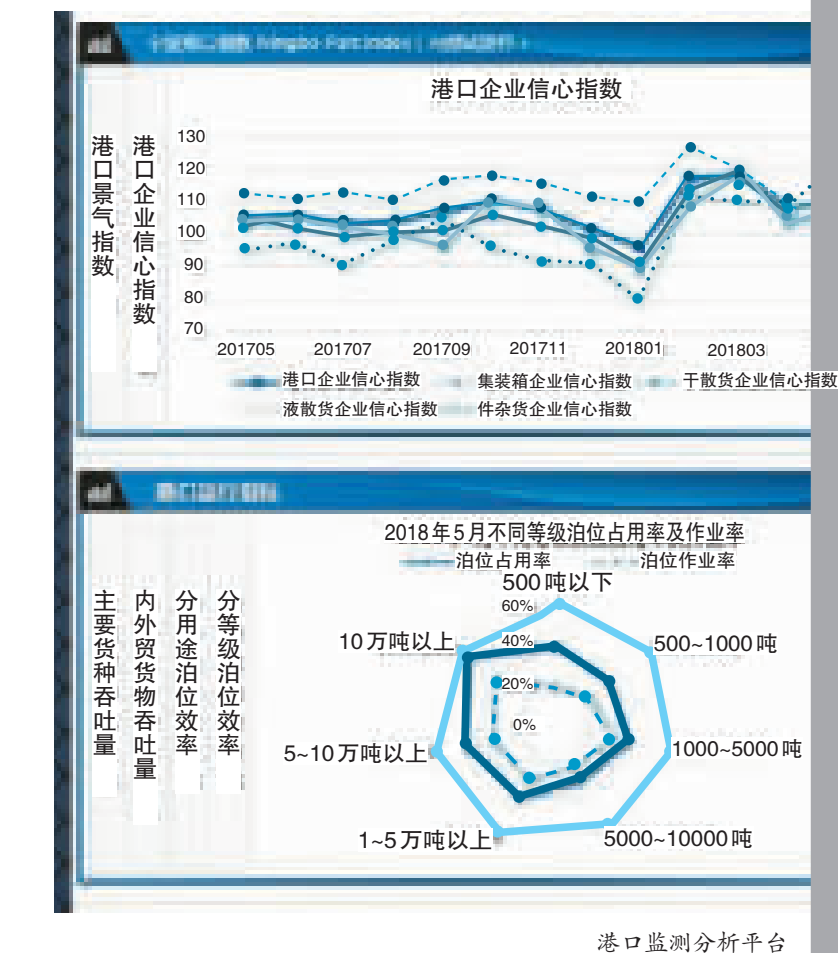 港口企业信心指数
港口景气指数
港口企业信心指数
130
120
110
100
90
80
70
201705 201707 201709 201711 201801 201803
港口企业信心指数 集装箱企业信心指数 干散货企业信心指数
液散货企业信心指数 件杂货企业信心指数
2018年5月不同等级泊位占用率及作业率
泊位占用率 泊位作业率
主要货种吞吐量
内外贸货物吞吐量
分用途泊位效率
分等级泊位效率
500吨以下
60%
10万吨以上 40% 500~1000吨
20%
0%
5~10万吨以上 1000~5000吨
1~5万吨以上 5000~10000吨
港口监测分析平台